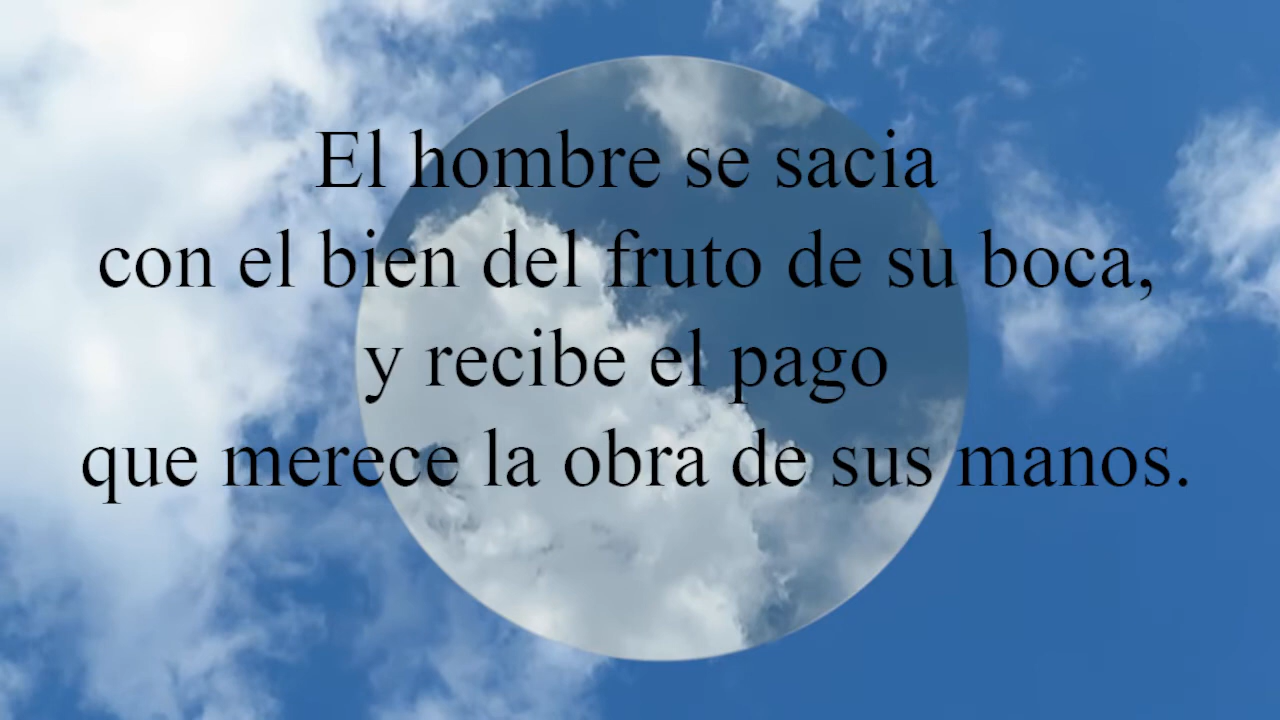 El hombre se sacia
con el bien del fruto de su boca,
y recibe el pago
que merece la obra de sus manos.